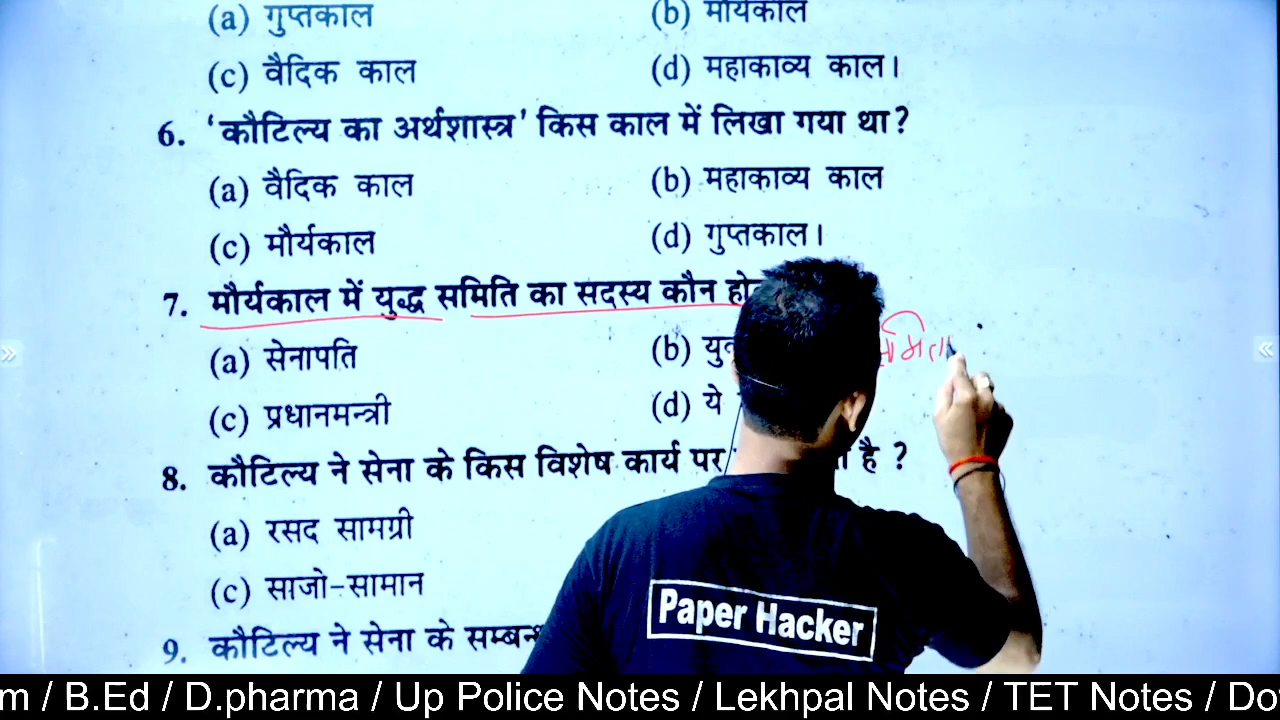 (a) गुप्तकाल (b) मौर्यकाल
(c) वैदिक काल (d) महाकाव्य काल।
6. 'कौटिल्य का अर्थशास्त्र' किस काल में लिखा गया था?
(a) वैदिक काल (b) महाकाव्य काल
(c) मौर्यकाल (d) गुप्तकाल।
7. मौर्यकाल में युद्ध समिति का सदस्य कौन
(a) सेनापति (b)
(c) प्रधानमन्त्री (d) ये
8. कौटिल्य ने सेना के किस विशेष कार्य पर है ?
(a) रसद सामग्री
(c) साजो-सामान
9. कौटिल्य ने सेना के
Paper Hacker
m / B.Ed / D.pharma / Up Police Notes / Lekhpal Notes / TET Notes / Do